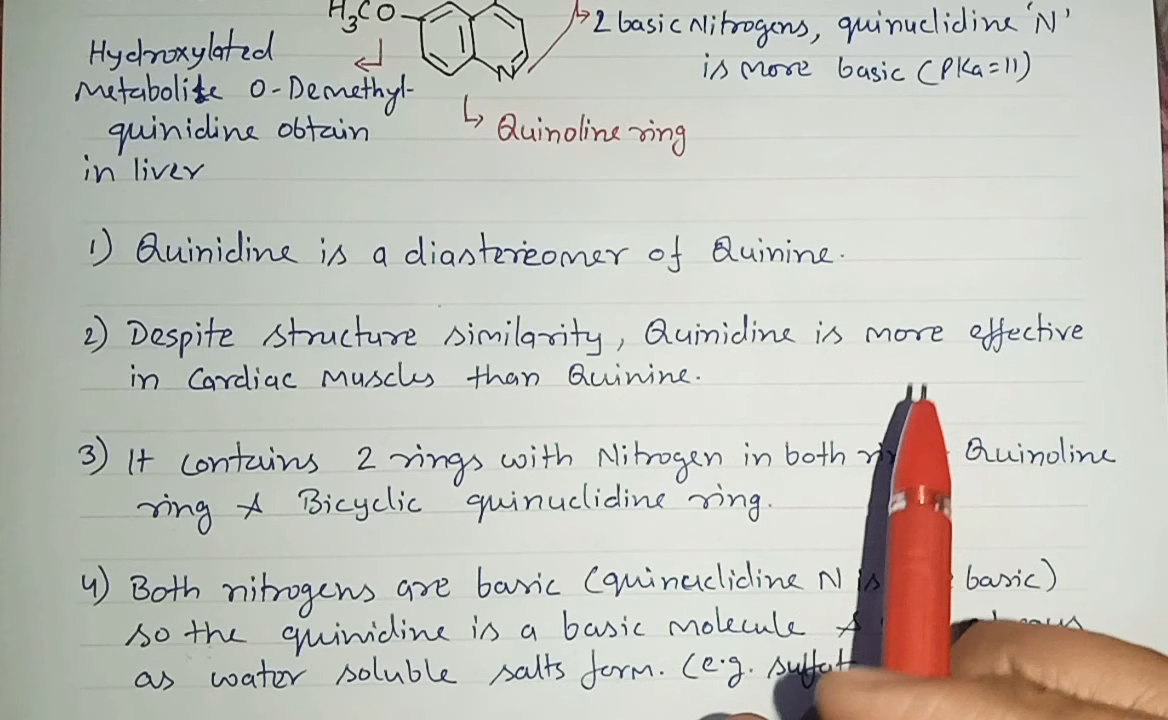 H3CO
N
2 basic Nitrogens, quinuclidine 'N'
is more basic (PKa=11)
Hydroxylated
Metabolite O-Demethyl-
quinidine obtain
in liver
Quinoline ring
1) Quinidine is a diastereomer of Quinine.
2) Despite structure similarity, Quinidine is more effective
in Cardiac Muscles than Quinine.
3) It contains 2 rings with Nitrogen in both Quinoline
ring & Bicyclic quinuclidine ring.
4) Both nitrogens are basic (quinuclidine N is basic)
so the quinidine is a basic molecule &
as water soluble salts form. (e.g.